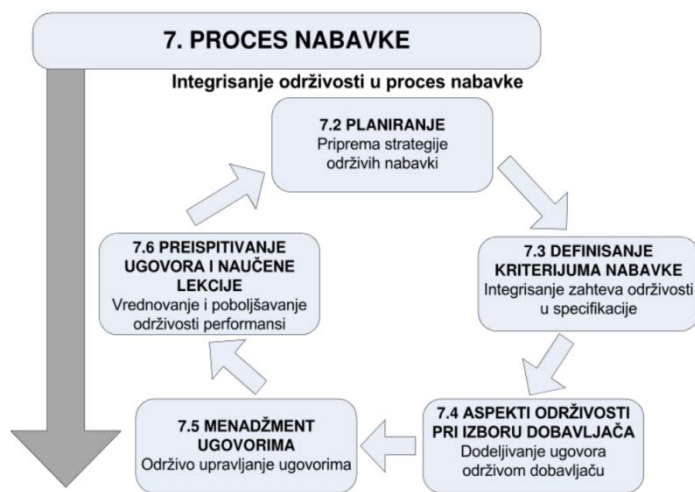 7. PROCES NABAVKE
Integrisanje održivosti u proces nabavke
7.2 PLANIRANJE
Priprema strategije
održivih nabavki
7.3 DEFINISANJE
KRITERIJUMA NABAVKE
Integrisanje zahteva održivosti
u specifikacije
7.4 ASPEKTI ODRŽIVOSTI
PRI IZBORU DOBAVLJAČA
Dodeljivanje ugovora
održivom dobavljaču
7.5 MENADŽMENT
UGOVORIMA
Održivo upravljanje ugovorima
7.6 PREISPITIVANJE
UGOVORA I NAUČENE
LEKCIJE
Vrednovanje i poboljšavanje
održivosti performansi